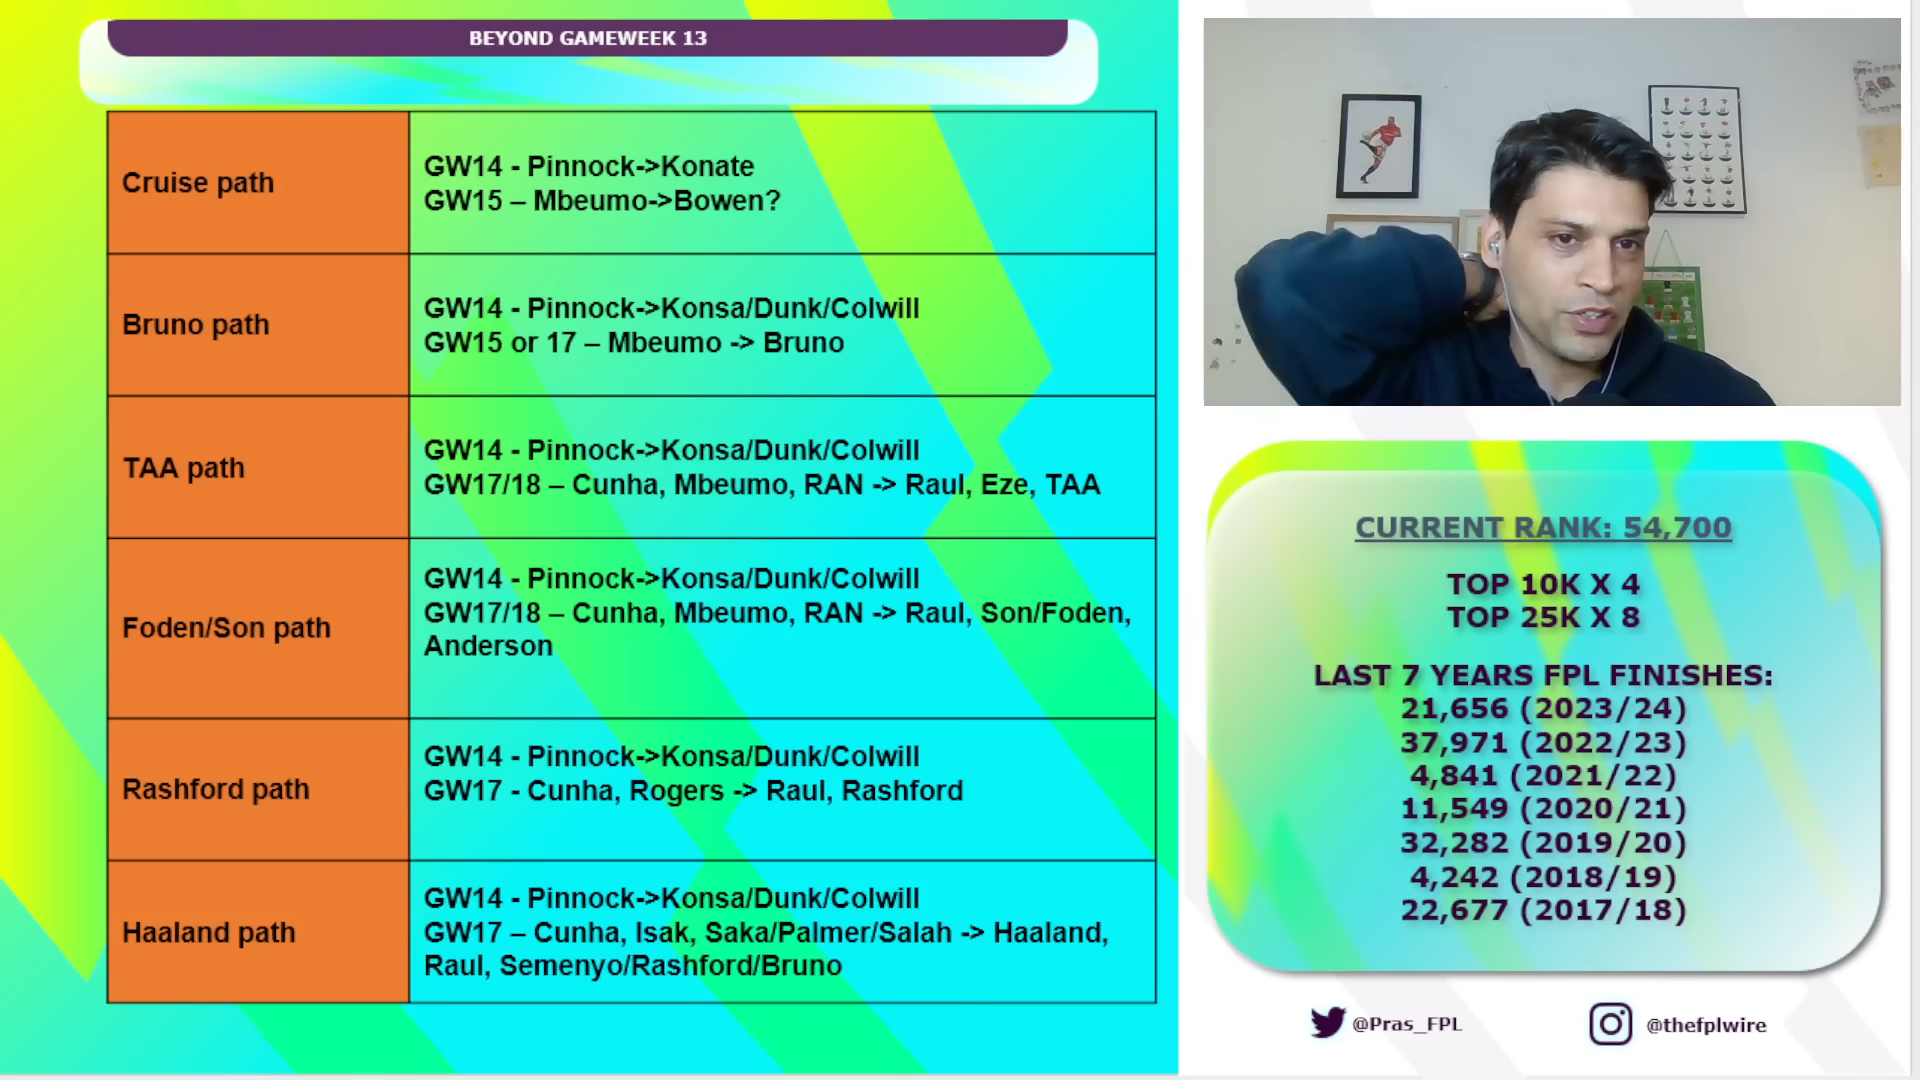 BEYOND GAMEWEEK 13
Cruise path
GW14 - Pinnock->Konate
GW15 – Mbeumo->Bowen?
Bruno path
GW14 - Pinnock->Konsa/Dunk/Colwill
GW15 or 17 – Mbeumo -> Bruno
TAA path
GW14 - Pinnock->Konsa/Dunk/Colwill
GW17/18 – Cunha, Mbeumo, RAN -> Raul, Eze, TAA
Foden/Son path
GW14 - Pinnock->Konsa/Dunk/Colwill
GW17/18 – Cunha, Mbeumo, RAN -> Raul, Son/Foden,
Anderson
Rashford path
GW14 - Pinnock->Konsa/Dunk/Colwill
GW17 - Cunha, Rogers -> Raul, Rashford
Haaland path
GW14 - Pinnock->Konsa/Dunk/Colwill
GW17 – Cunha, Isak, Saka/Palmer/Salah -> Haaland,
Raul, Semenyo/Rashford/Bruno
CURRENT RANK: 54,700
TOP 10K X 4
TOP 25K X 8
LAST 7 YEARS FPL FINISHES:
21,656 (2023/24)
37,971 (2022/23)
4,841 (2021/22)
11,549 (2020/21)
32,282 (2019/20)
4,242 (2018/19)
22,677 (2017/18)
@Pras_FPL
@thefplwire